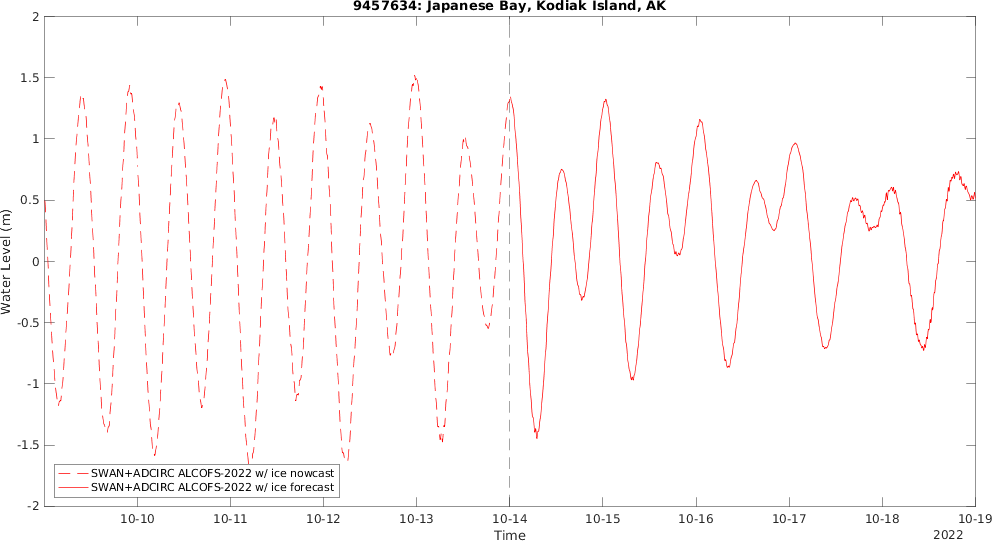 9457634: Japanese Bay, Kodiak Island, AK
2
1.5
1
0.5
0
-0.5
-1
-1.5
-2
Water Level (m)
SWAN+ADCIRC ALCOFS-2022 w/ ice nowcast
SWAN+ADCIRC ALCOFS-2022 w/ ice forecast
10-10 10-11 10-12 10-13 10-14 10-15 10-16 10-17 10-18 10-19
Time
2022